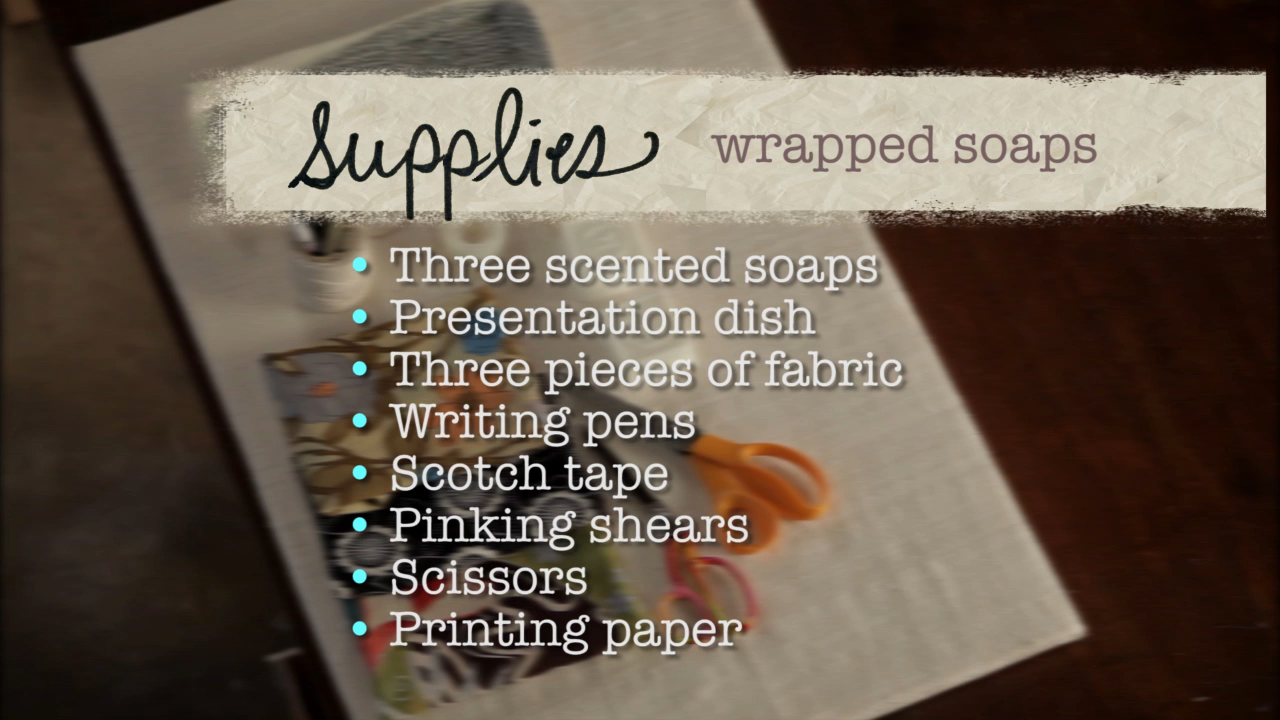 supplies wrapped soaps
• Three scented soaps
• Presentation dish
• Three pieces of fabric
• Writing pens
• Scotch tape
• Pinking shears
• Scissors
• Printing paper